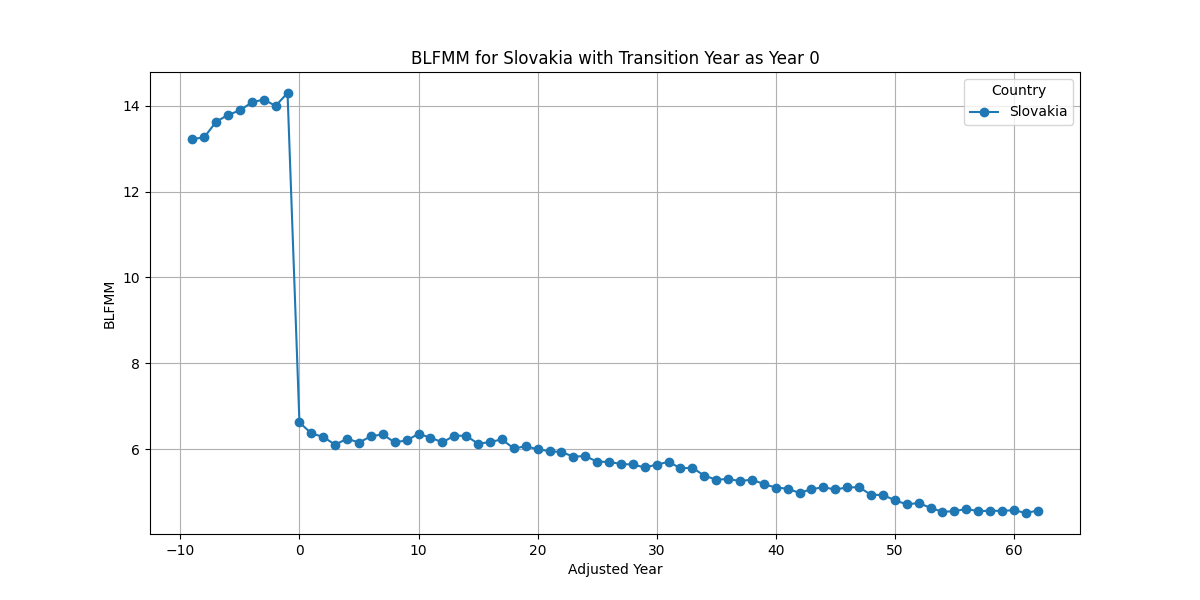 BLFMM for Slovakia with Transition Year as Year 0
Country
Slovakia
BLFMM
14
12
10
8
6
−10 0 10 20 30 40 50 60
Adjusted Year